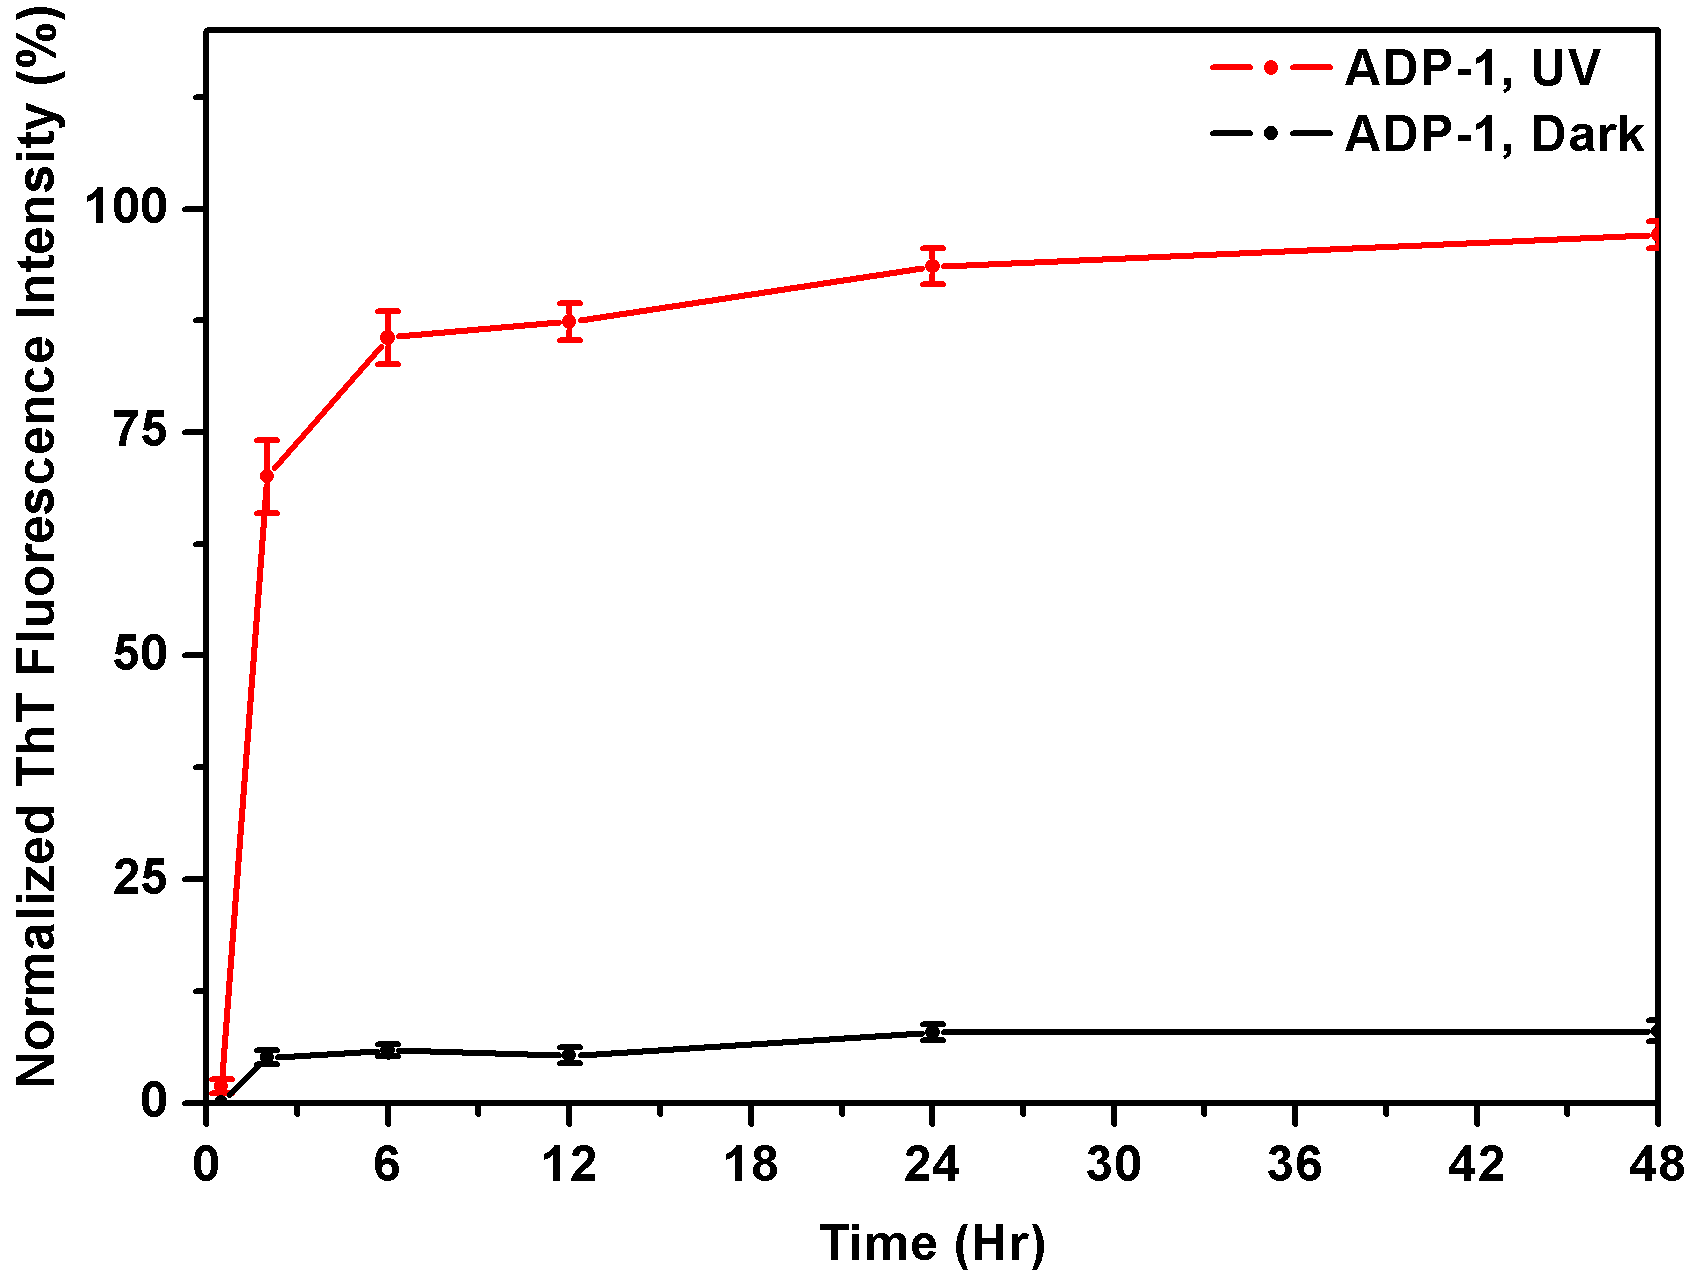 Normalized ThT Fluorescence Intensity (%)
ADP-1, UV
ADP-1, Dark
100
75
50
25
0
0 6 12 18 24 30 36 42 48
Time (Hr)